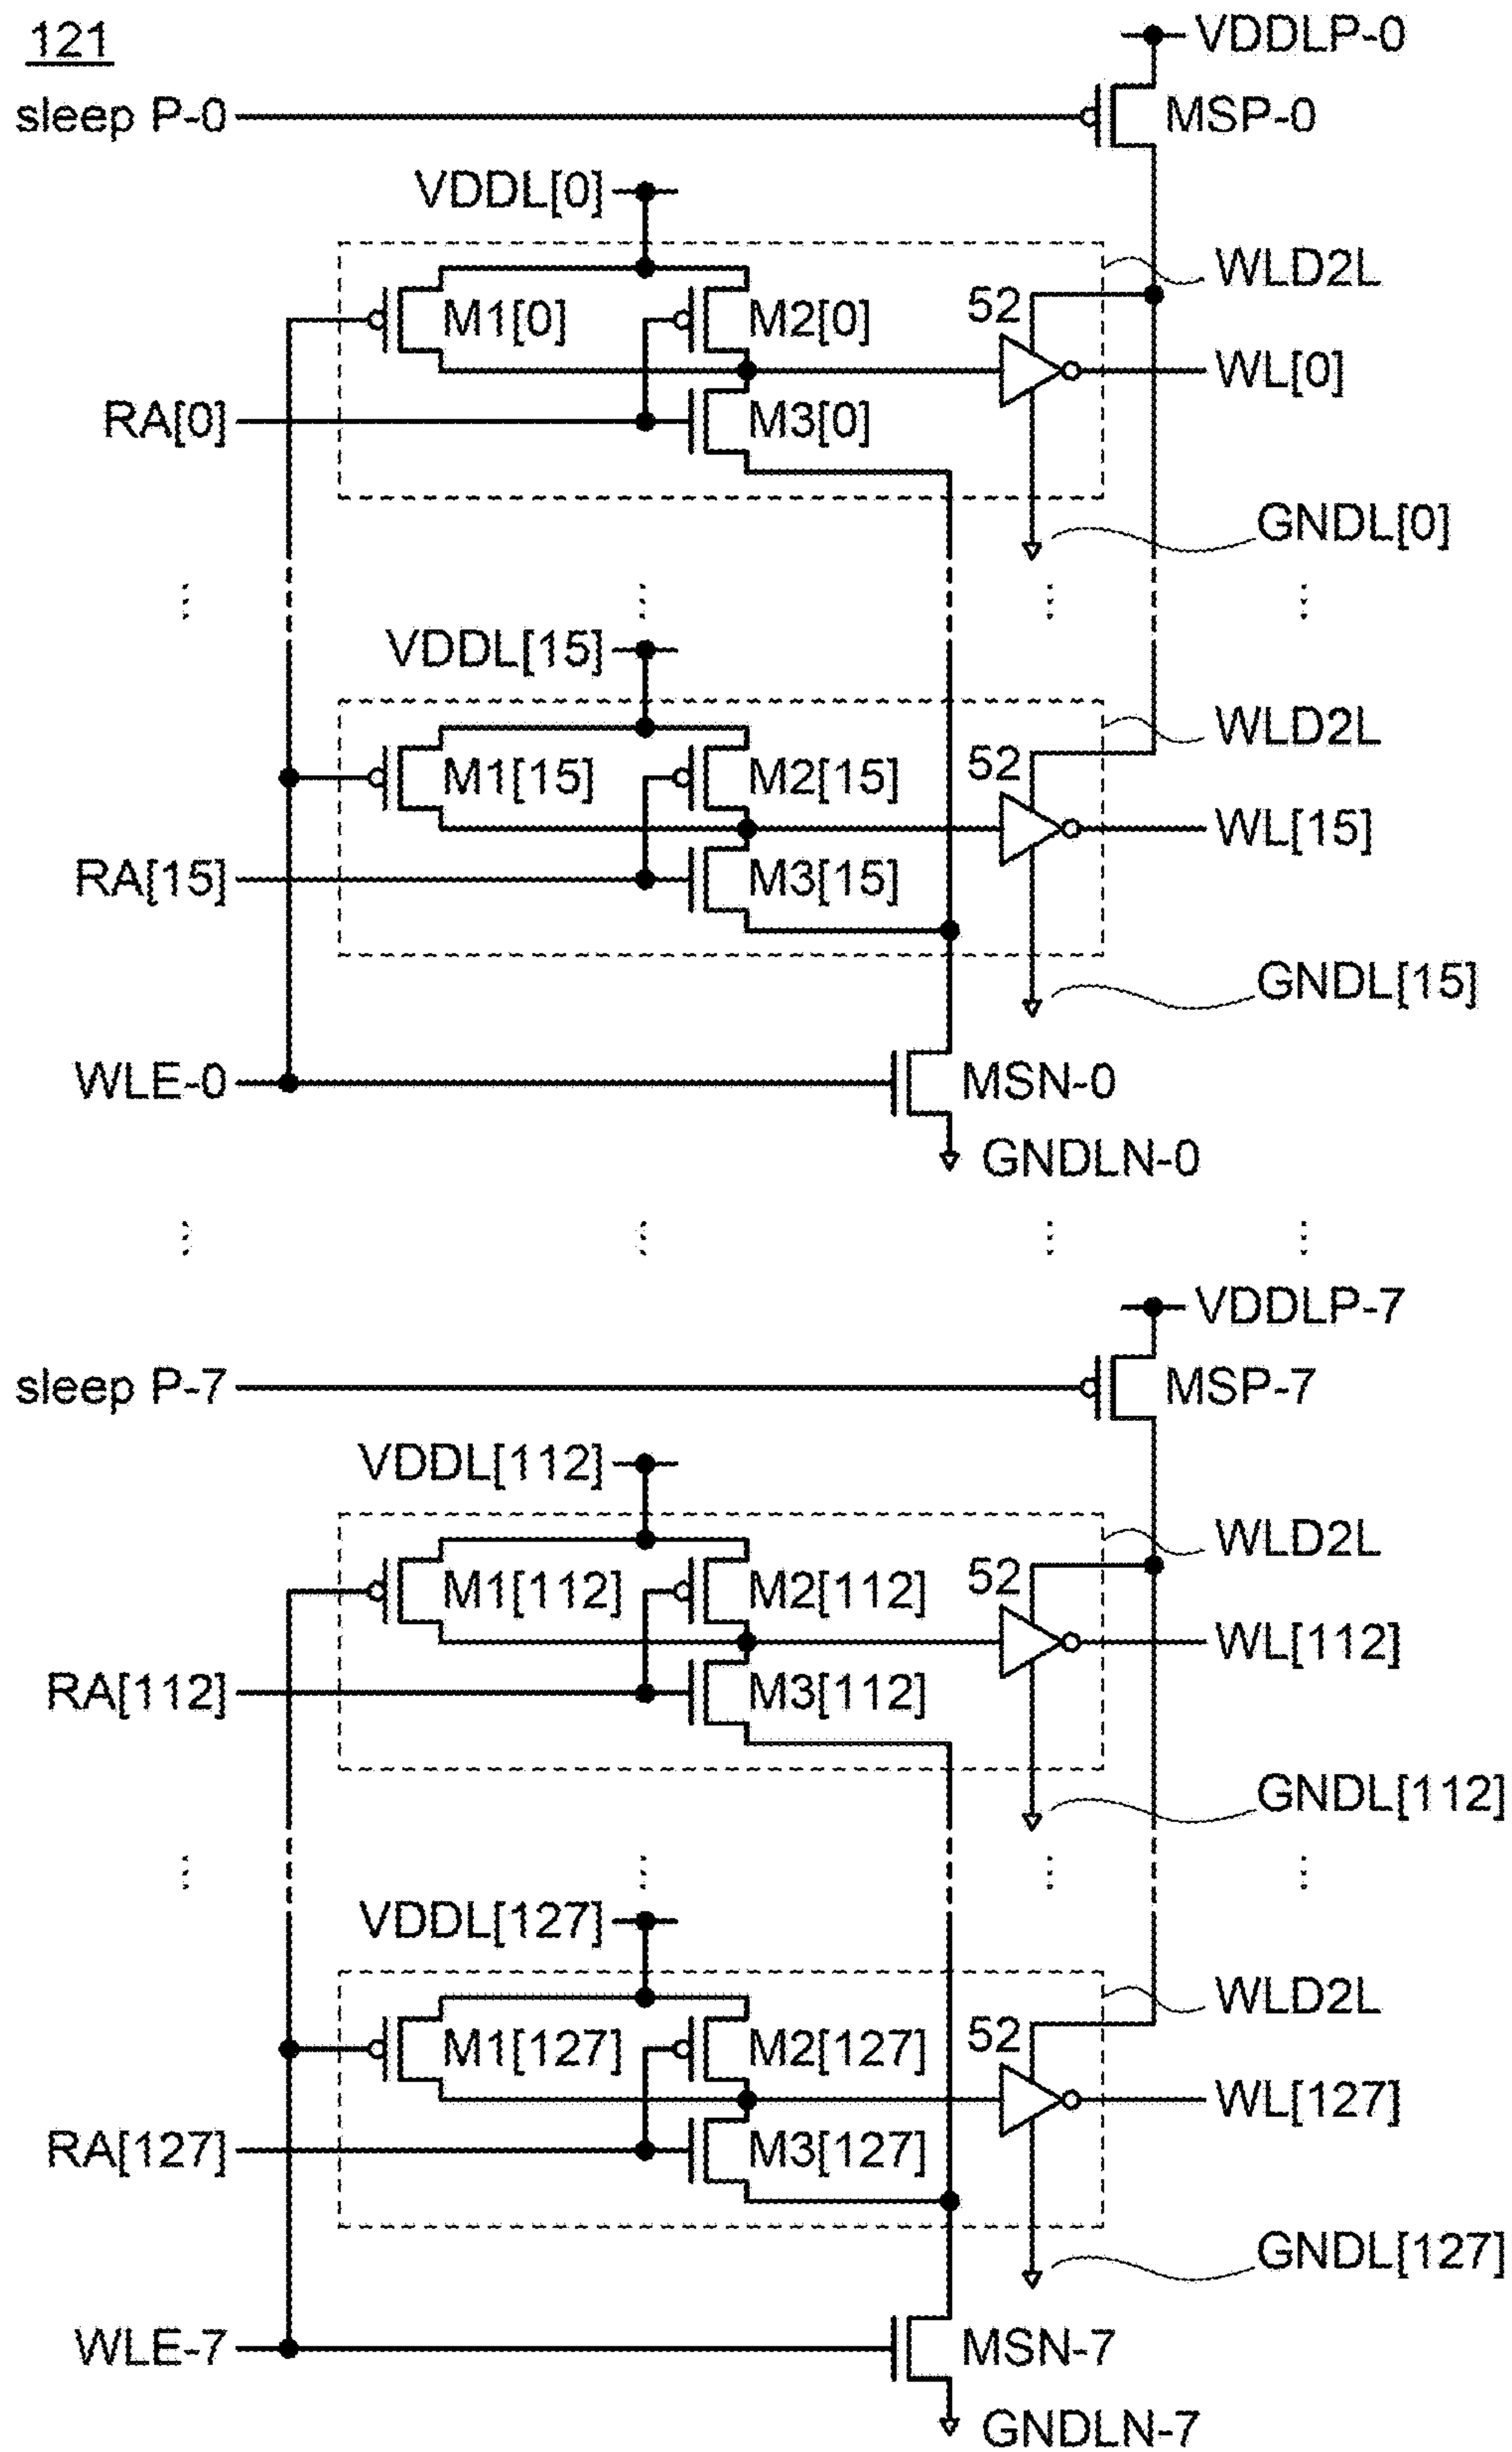 121
VDDLP-0
sleep P-0
MSP-0
VDDL[0]
WLD2L
M1[0]
M2[0]
52
WL[0]
RA[0]
M3[0]
GNDL[0]
VDDL[15]
WLD2L
M1[15]
M2[15]
52
WL[15]
RA[15]
M3[15]
GNDL[15]
WLE-0
MSN-0
GNDLN-0
VDDLP-7
sleep P-7
MSP-7
VDDL[112]
WLD2L
M1[112]
M2[112]
52
WL[112]
RA[112]
M3[112]
GNDL[112]
VDDL[127]
WLD2L
M1[127]
M2[127]
52
WL[127]
RA[127]
M3[127]
GNDL[127]
WLE-7
MSN-7
GNDLN-7